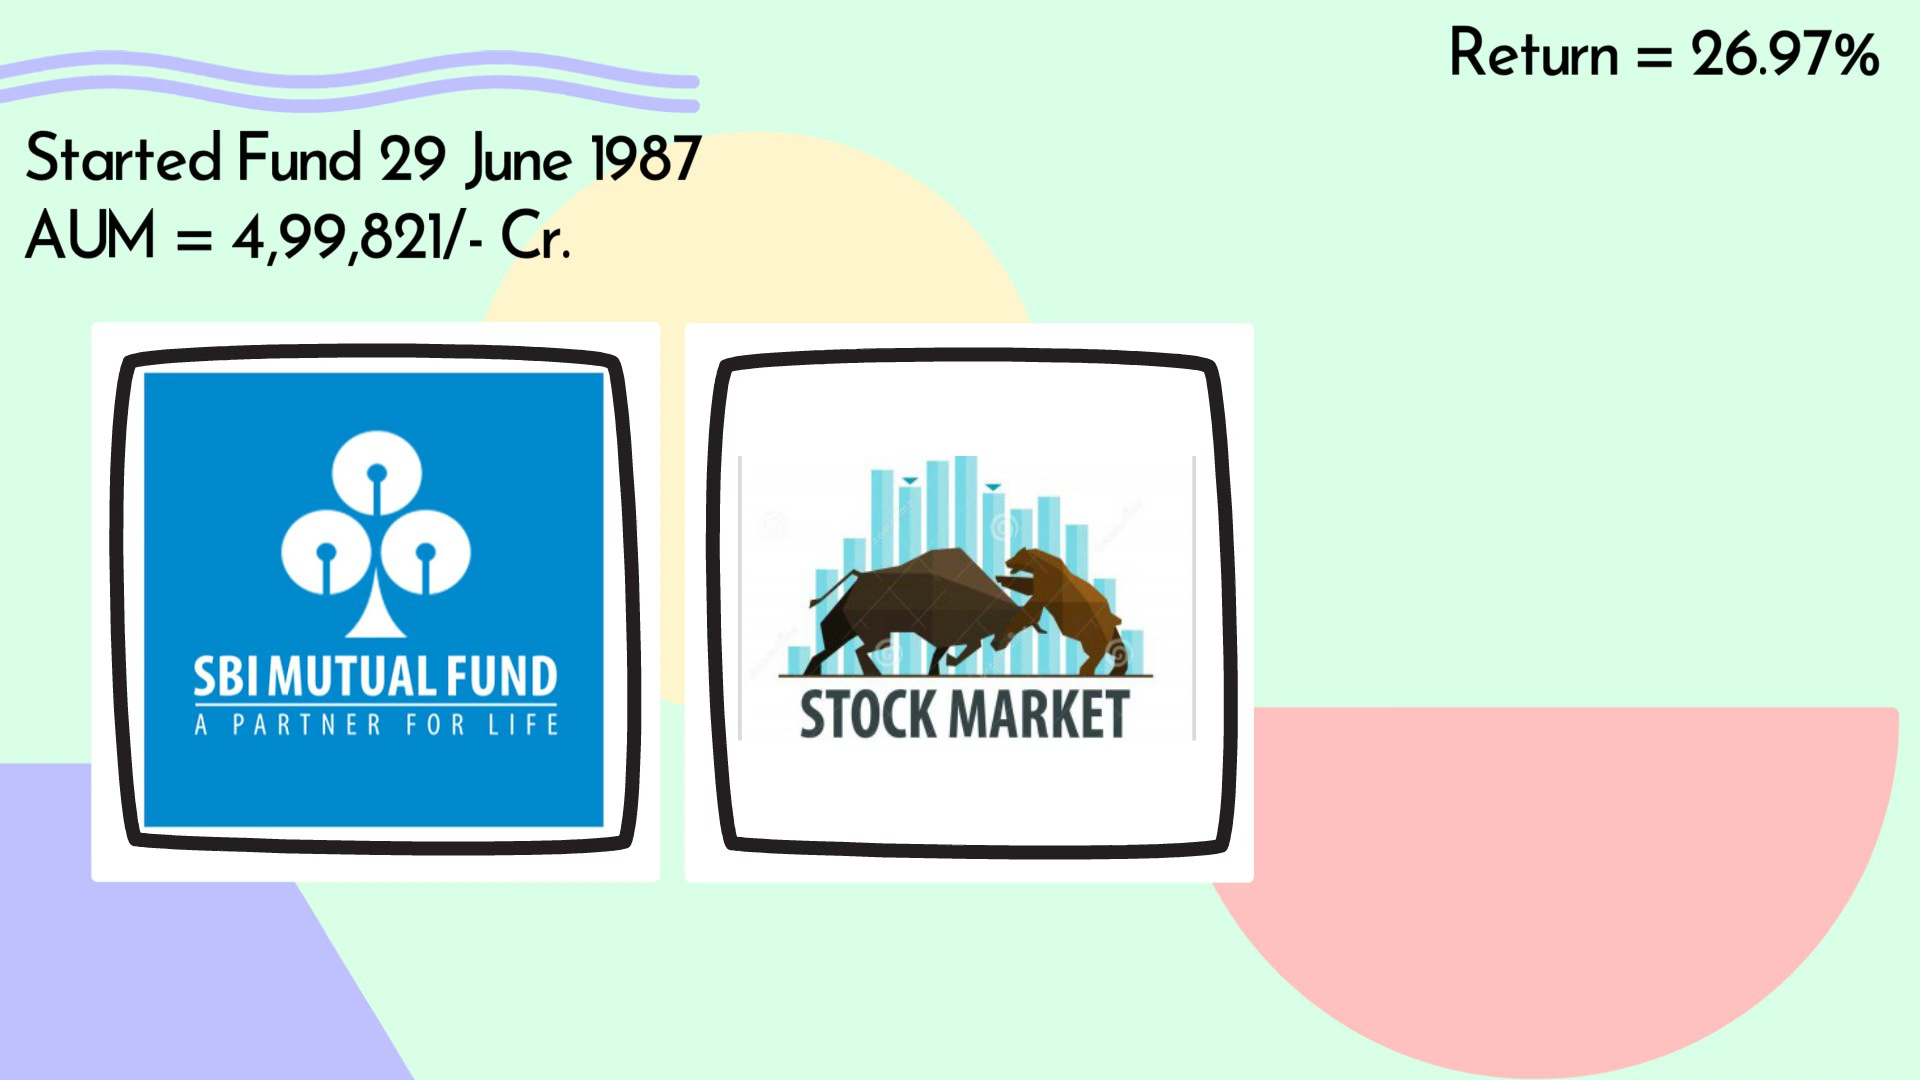 Return = 26.97%
Started Fund 29 June 1987
AUM = 4,99,821/- Cr.
SBI MUTUAL FUND
A PARTNER FOR LIFE
STOCK MARKET